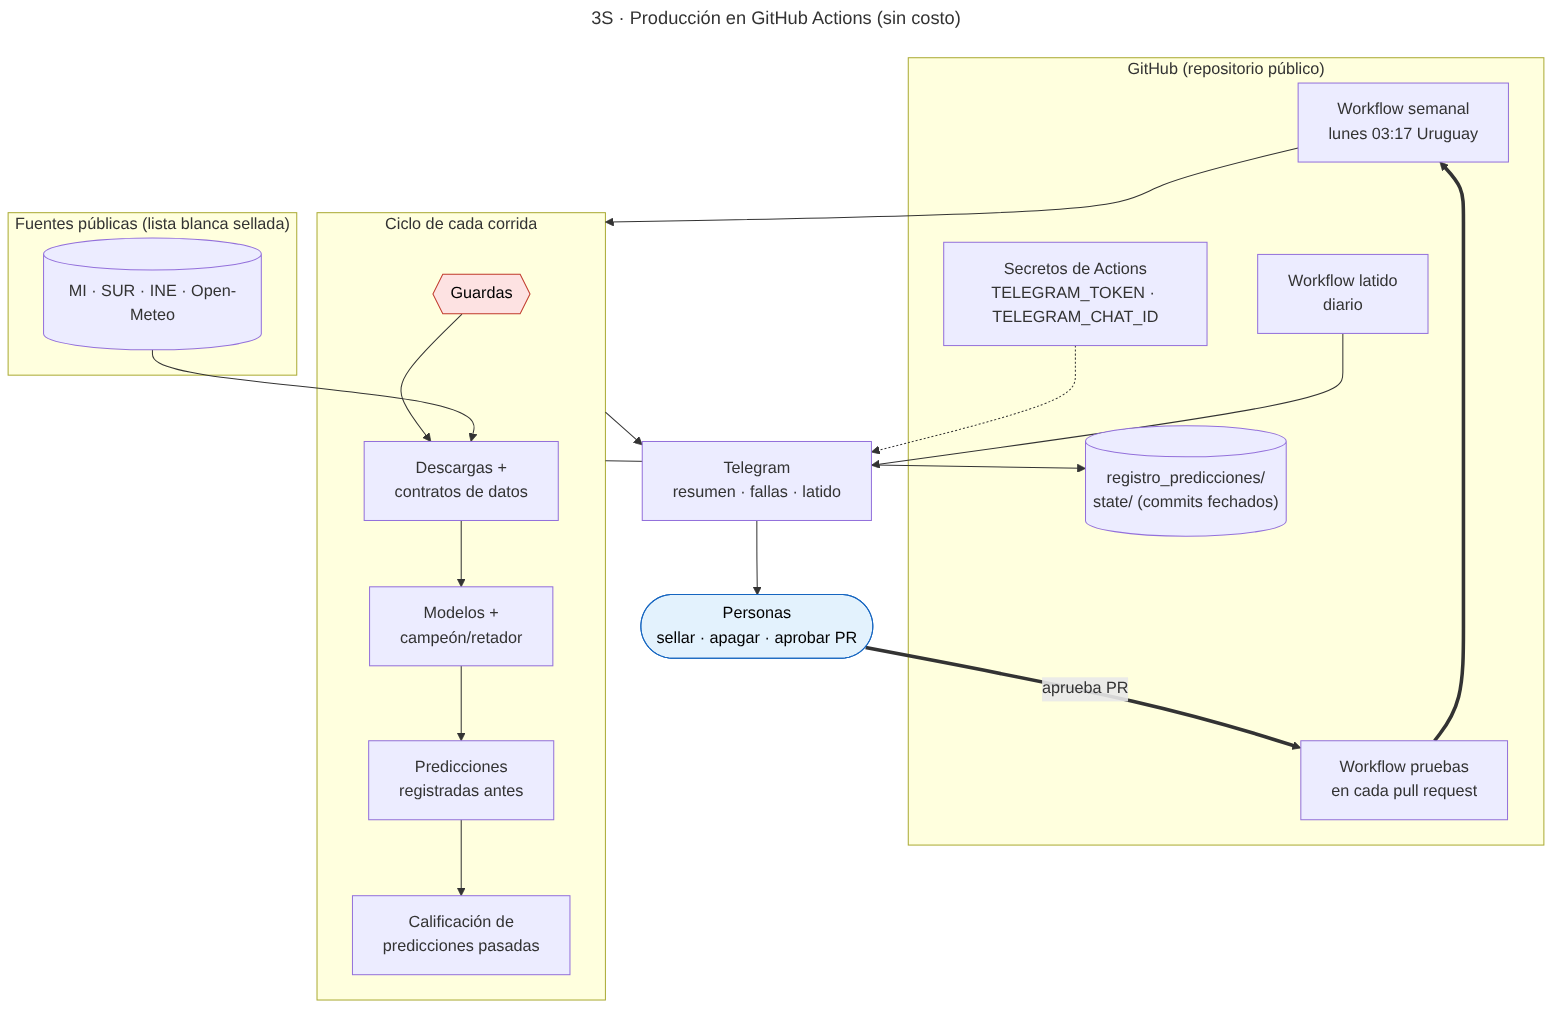 3S · Producción en GitHub Actions (sin costo)
GitHub (repositorio público)
Workflow semanal
lunes 03:17 Uruguay
Fuentes públicas (lista blanca sellada)
MI · SUR · INE · Open-
Meteo
Ciclo de cada corrida
Guardas
Secretos de Actions
TELEGRAM_TOKEN ·
TELEGRAM_CHAT_ID
Workflow latido
diario
Descargas +
contratos de datos
Telegram
resumen · fallas · latido
registro_predicciones/
state/ (commits fechados)
Modelos +
campeón/retador
Personas
sellar · apagar · aprobar PR
aprueba PR
Predicciones
registradas antes
Workflow pruebas
en cada pull request
Calificación de
predicciones pasadas